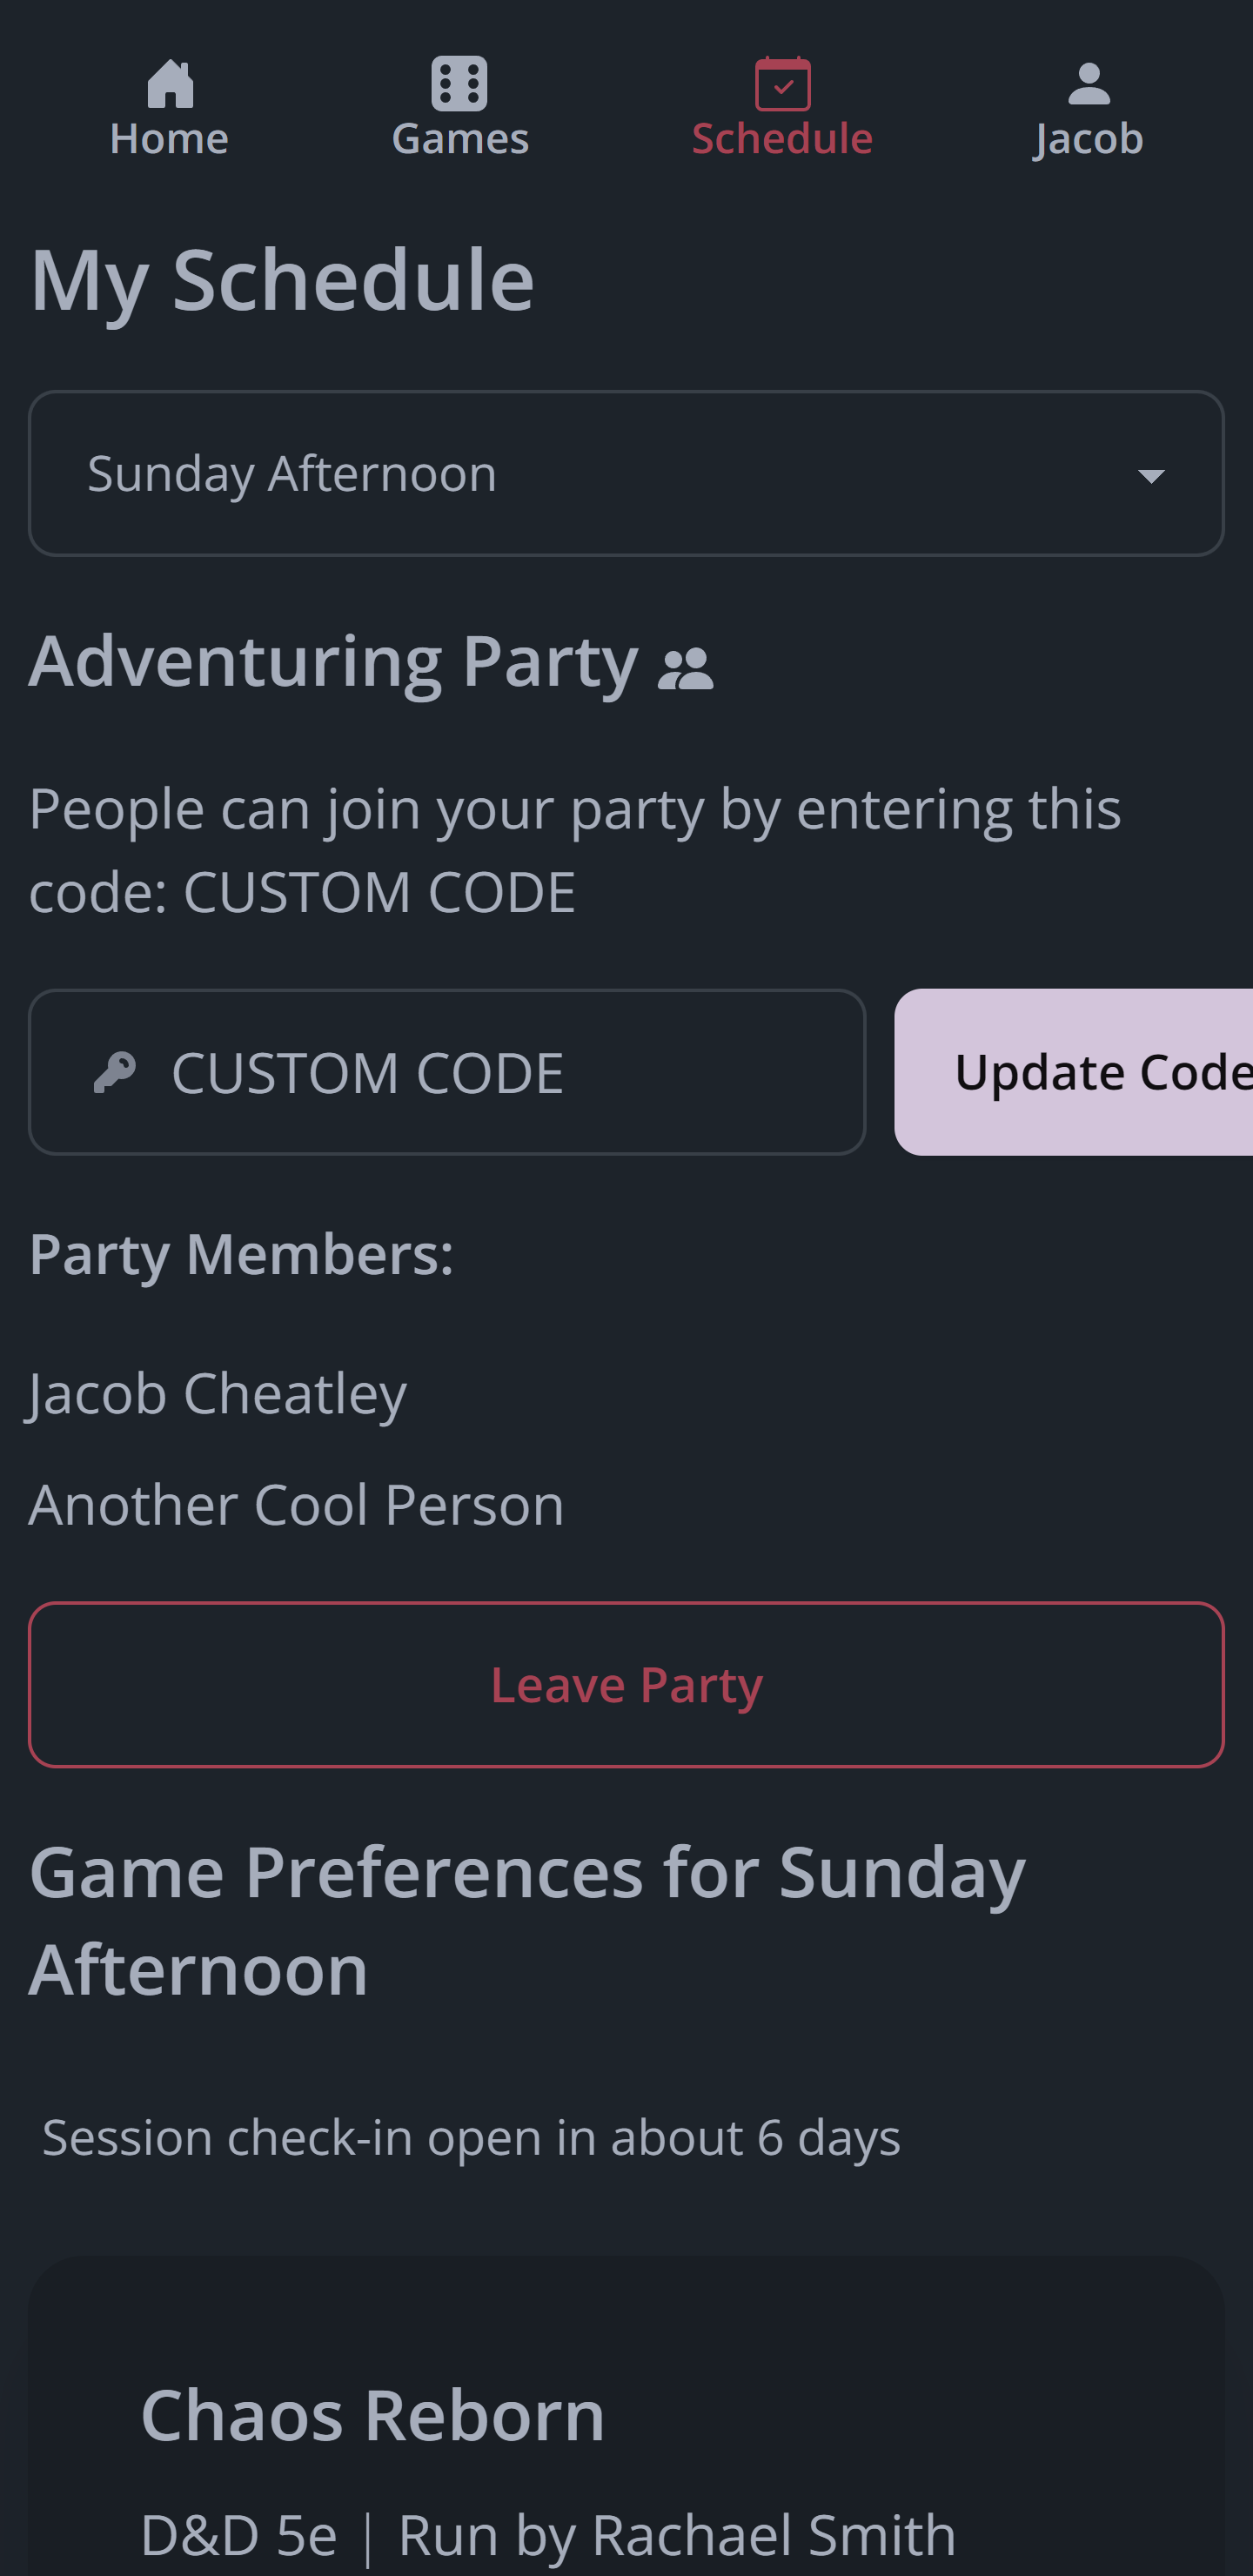 Home Games Schedule Jacob
My Schedule
Sunday Afternoon
Adventuring Party
People can join your party by entering this
code: CUSTOM CODE
CUSTOM CODE Update Code
Party Members:
Jacob Cheatley
Another Cool Person
Leave Party
Game Preferences for Sunday
Afternoon
Session check-in open in about 6 days
Chaos Reborn
D&D 5e | Run by Rachael Smith